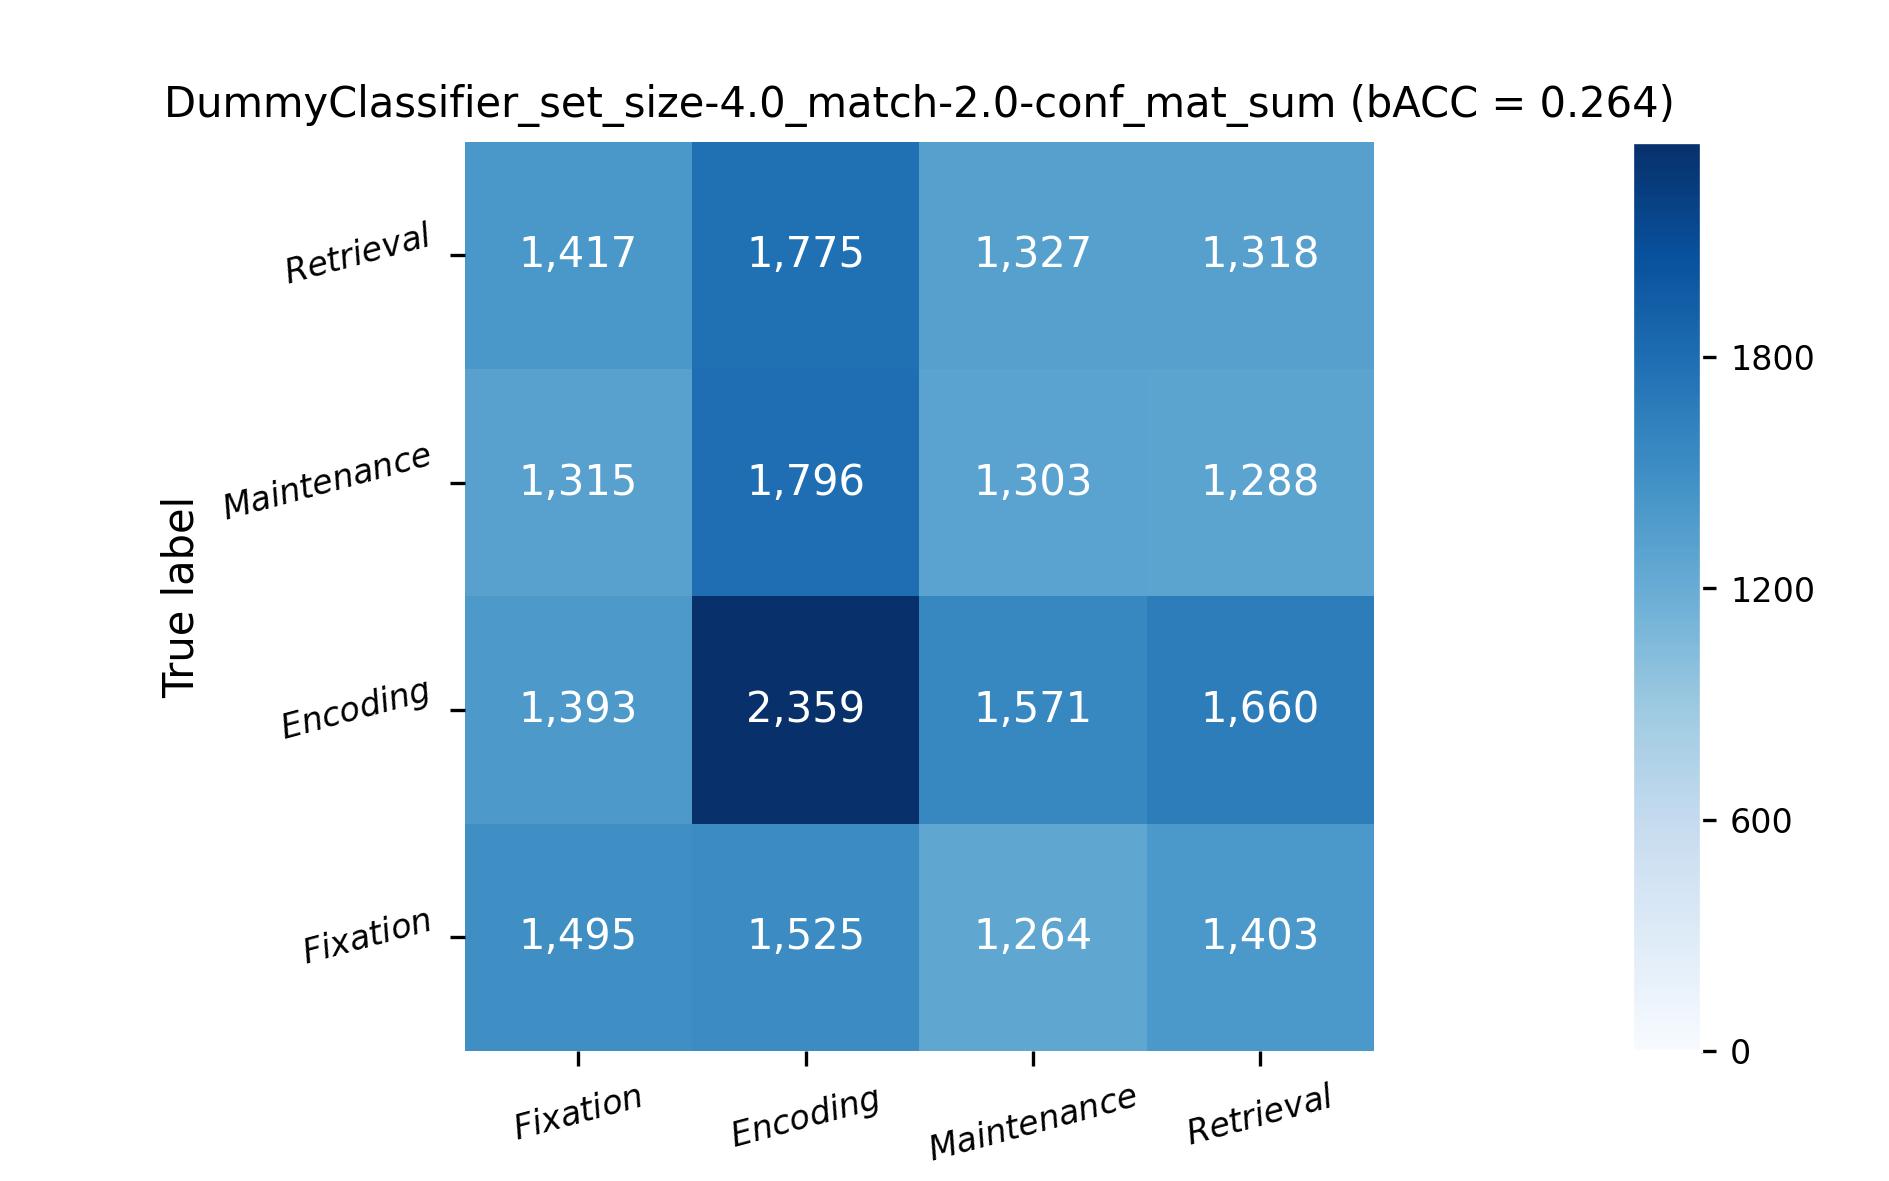 DummyClassifier_set_size-4.0_match-2.0-conf_mat_sum (bACC = 0.264)
True label
Retrieval 1,417 1,775 1,327 1,318
Maintenance 1,315 1,796 1,303 1,288
Encoding 1,393 2,359 1,571 1,660
Fixation 1,495 1,525 1,264 1,403
Fixation Encoding Maintenance Retrieval
1800
1200
600
0